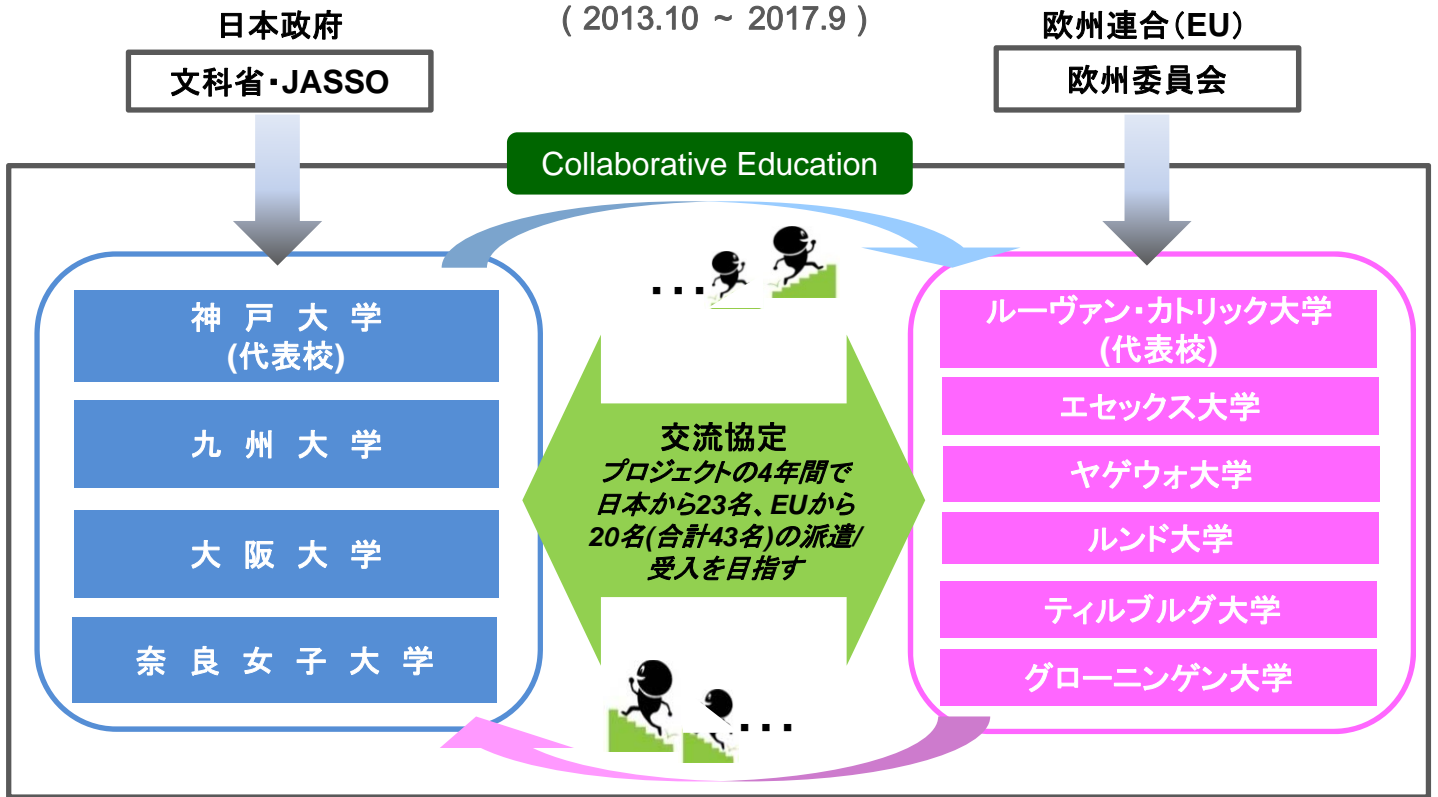 ( 2013.10 ~ 2017.9 )
日本政府
文科省・JASSO
欧州連合(EU)
欧州委員会
Collaborative Education
神 戸 大 学
(代表校)
九 州 大 学
大 阪 大 学
奈 良 女 子 大 学
...
交流協定
プロジェクトの4年間で
日本から23名、EUから
20名(合計43名)の派遣/
受入を目指す
...
ルーヴァン・カトリック大学
(代表校)
エセックス大学
ヤゲウォ大学
ルンド大学
ティルブルグ大学
グローニンゲン大学